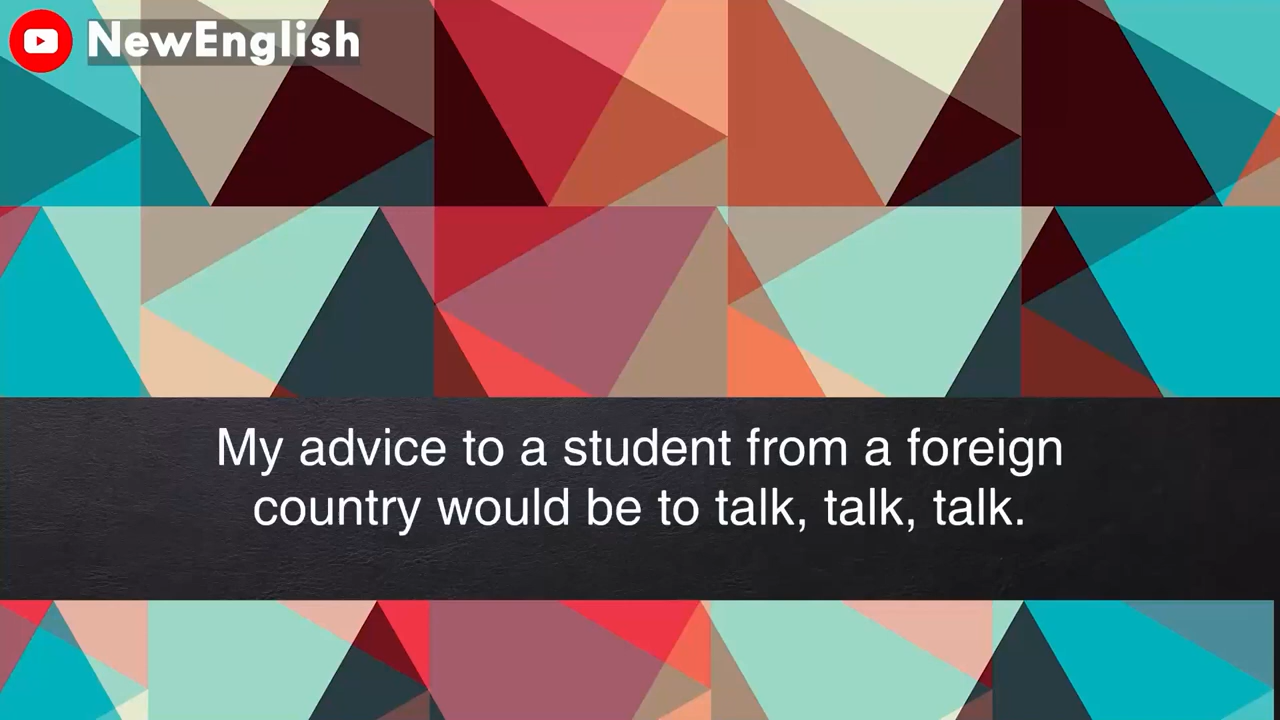 NewEnglish
My advice to a student from a foreign
country would be to talk, talk, talk.